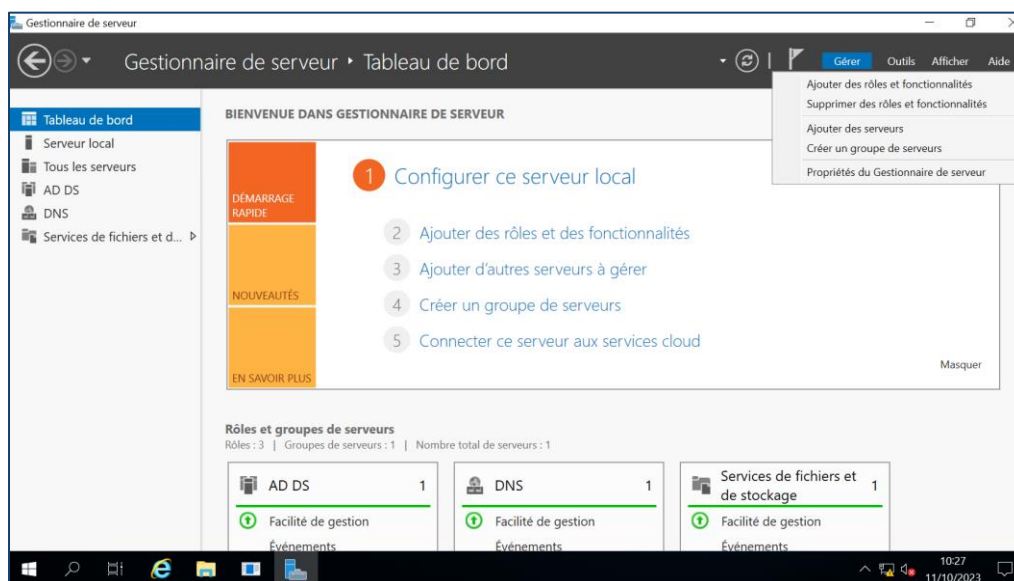 Gestionnaire de serveur
Gestionnaire de serveur ‣ Tableau de bord
Gérer Outils Afficher Aide
Ajouter des rôles et fonctionnalités
Supprimer des rôles et fonctionnalités
Ajouter des serveurs
Créer un groupe de serveurs
Propriétés du Gestionnaire de serveur
Tableau de bord
Serveur local
Tous les serveurs
AD DS
DNS
Services de fichiers et d...
BIENVENUE DANS GESTIONNAIRE DE SERVEUR
DÉMARRAGE
RAPIDE
NOUVEAUTÉS
EN SAVOIR PLUS
1 Configurer ce serveur local
2 Ajouter des rôles et des fonctionnalités
3 Ajouter d'autres serveurs à gérer
4 Créer un groupe de serveurs
5 Connecter ce serveur aux services cloud
Masquer
Rôles et groupes de serveurs
Rôles : 3 | Groupes de serveurs : 1 | Nombre total de serveurs : 1
AD DS 1
Facilité de gestion
Événements
DNS 1
Facilité de gestion
Événements
Services de fichiers et
de stockage 1
Facilité de gestion
Événements
10:27
11/10/2023